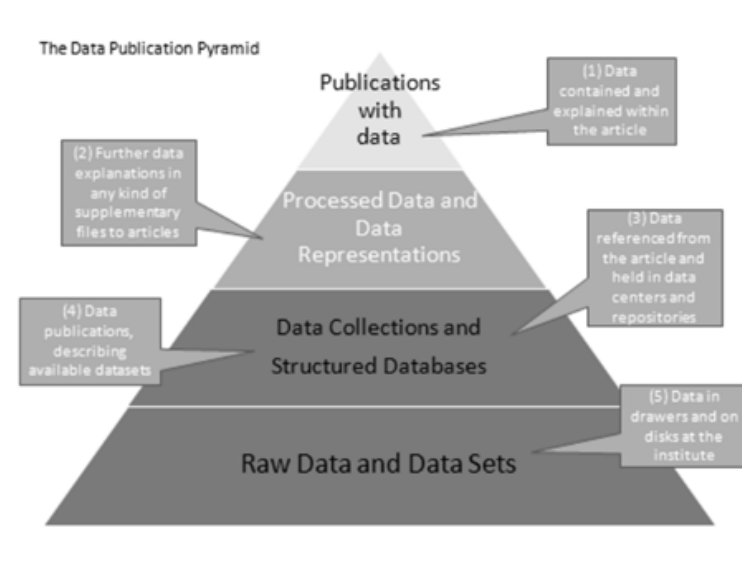 The Data Publication Pyramid
Publications
with
data
(1) Data
contained and
explained within
the article
(2) Further data
explanations in
any kind of
supplementary
files to articles
Processed Data and
Data
Representations
(3) Data
referenced from
the article and
held in data
centers and
repositories
(4) Data
publications,
describing
available datasets
Data Collections and
Structured Databases
(5) Data in
drawers and on
disks at the
institute
Raw Data and Data Sets